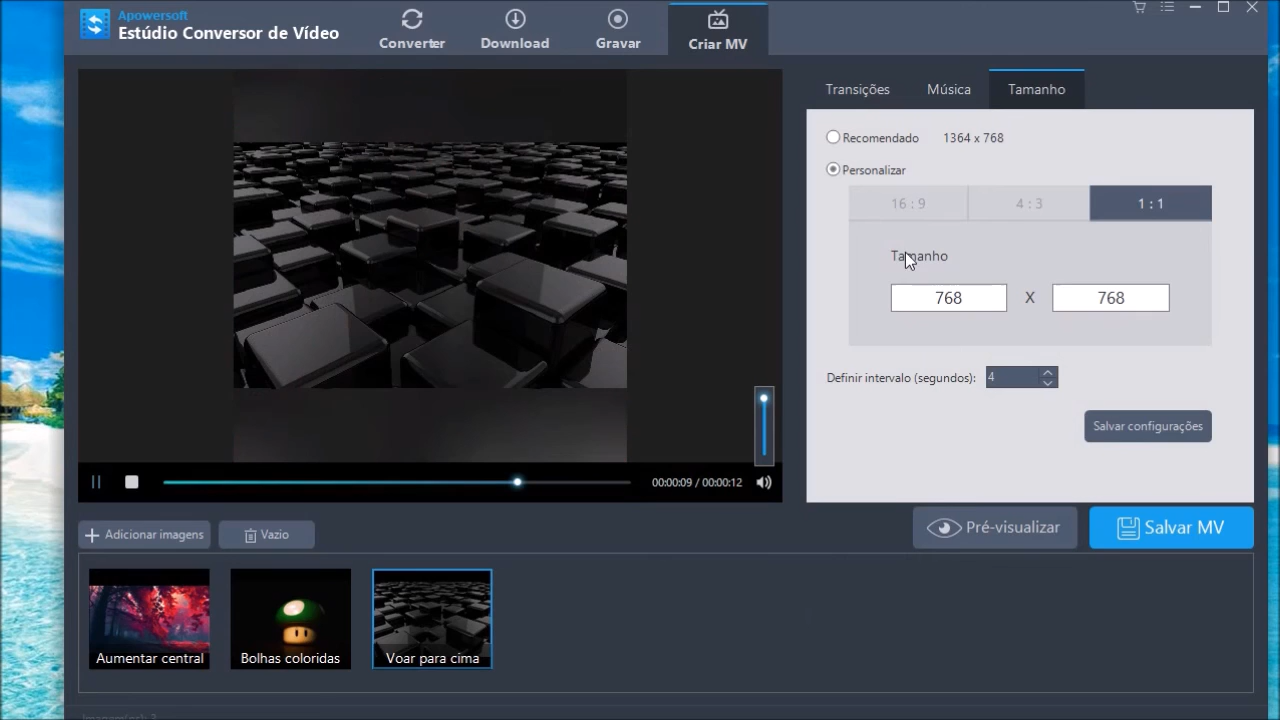 Apowersoft
Estúdio Conversor de Vídeo
Converter
Download
Gravar
Criar MV
Transições
Música
Tamanho
Recomendado 1364 x 768
Personalizar
16 : 9
4 : 3
1 : 1
Tamanho
768 X 768
Definir intervalo (segundos): 4
Salvar configurações
00:00:09 / 00:00:12
Adicionar imagens
Vazio
Pré-visualizar
Salvar MV
Aumentar central
Bolhas coloridas
Voar para cima